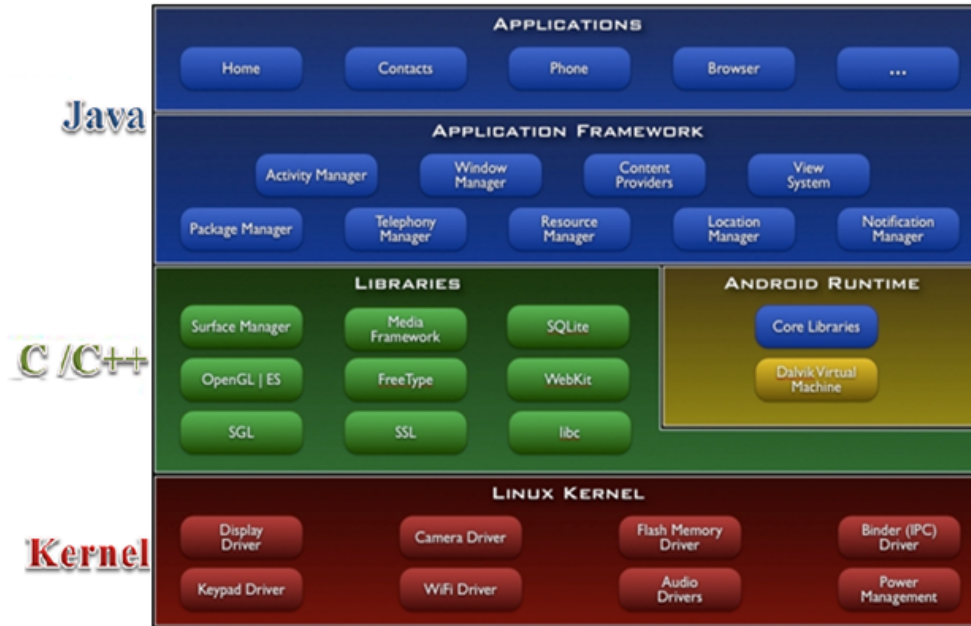 APPLICATIONS
Home
Contacts
Phone
Browser
...
Java
APPLICATION FRAMEWORK
Activity Manager
Window
Manager
Content
Providers
View
System
Package Manager
Telephony
Manager
Resource
Manager
Location
Manager
Notification
Manager
LIBRARIES
Surface Manager
Media
Framework
SQLite
C /C++
OpenGL | ES
FreeType
WebKit
SGL
SSL
libc
ANDROID RUNTIME
Core Libraries
Dalvik Virtual
Machine
LINUX KERNEL
Kernel
Display
Driver
Camera Driver
Flash Memory
Driver
Binder (IPC)
Driver
Keypad Driver
WiFi Driver
Audio
Drivers
Power
Management